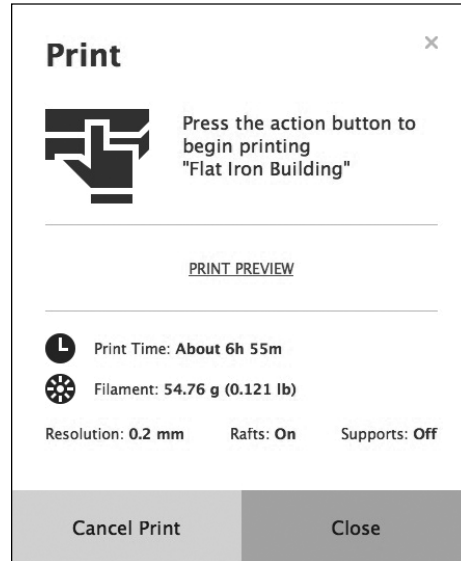 Print
×
Press the action button to
begin printing
"Flat Iron Building"
PRINT PREVIEW
Print Time: About 6h 55m
Filament: 54.76 g (0.121 lb)
Resolution: 0.2 mm Rafts: On Supports: Off
Cancel Print Close